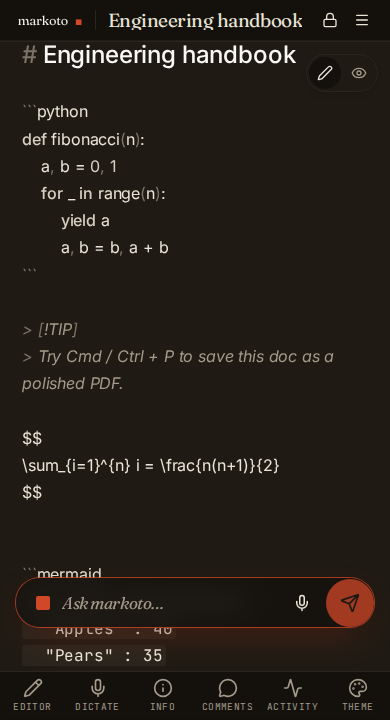 markoto
Engineering handbook
# Engineering handbook
```python
def fibonacci(n):
a, b = 0, 1
for _ in range(n):
yield a
a, b = b, a + b
```
> [!TIP]
> Try Cmd / Ctrl + P to save this doc as a
polished PDF.
$$
\sum_{i=1}^{n} i = \frac{n(n+1)}{2}
$$
```mermaid
Ask markoto...
"Apples" : 40
"Pears" : 35
EDITOR
DICTATE
INFO
COMMENTS
ACTIVITY
THEME